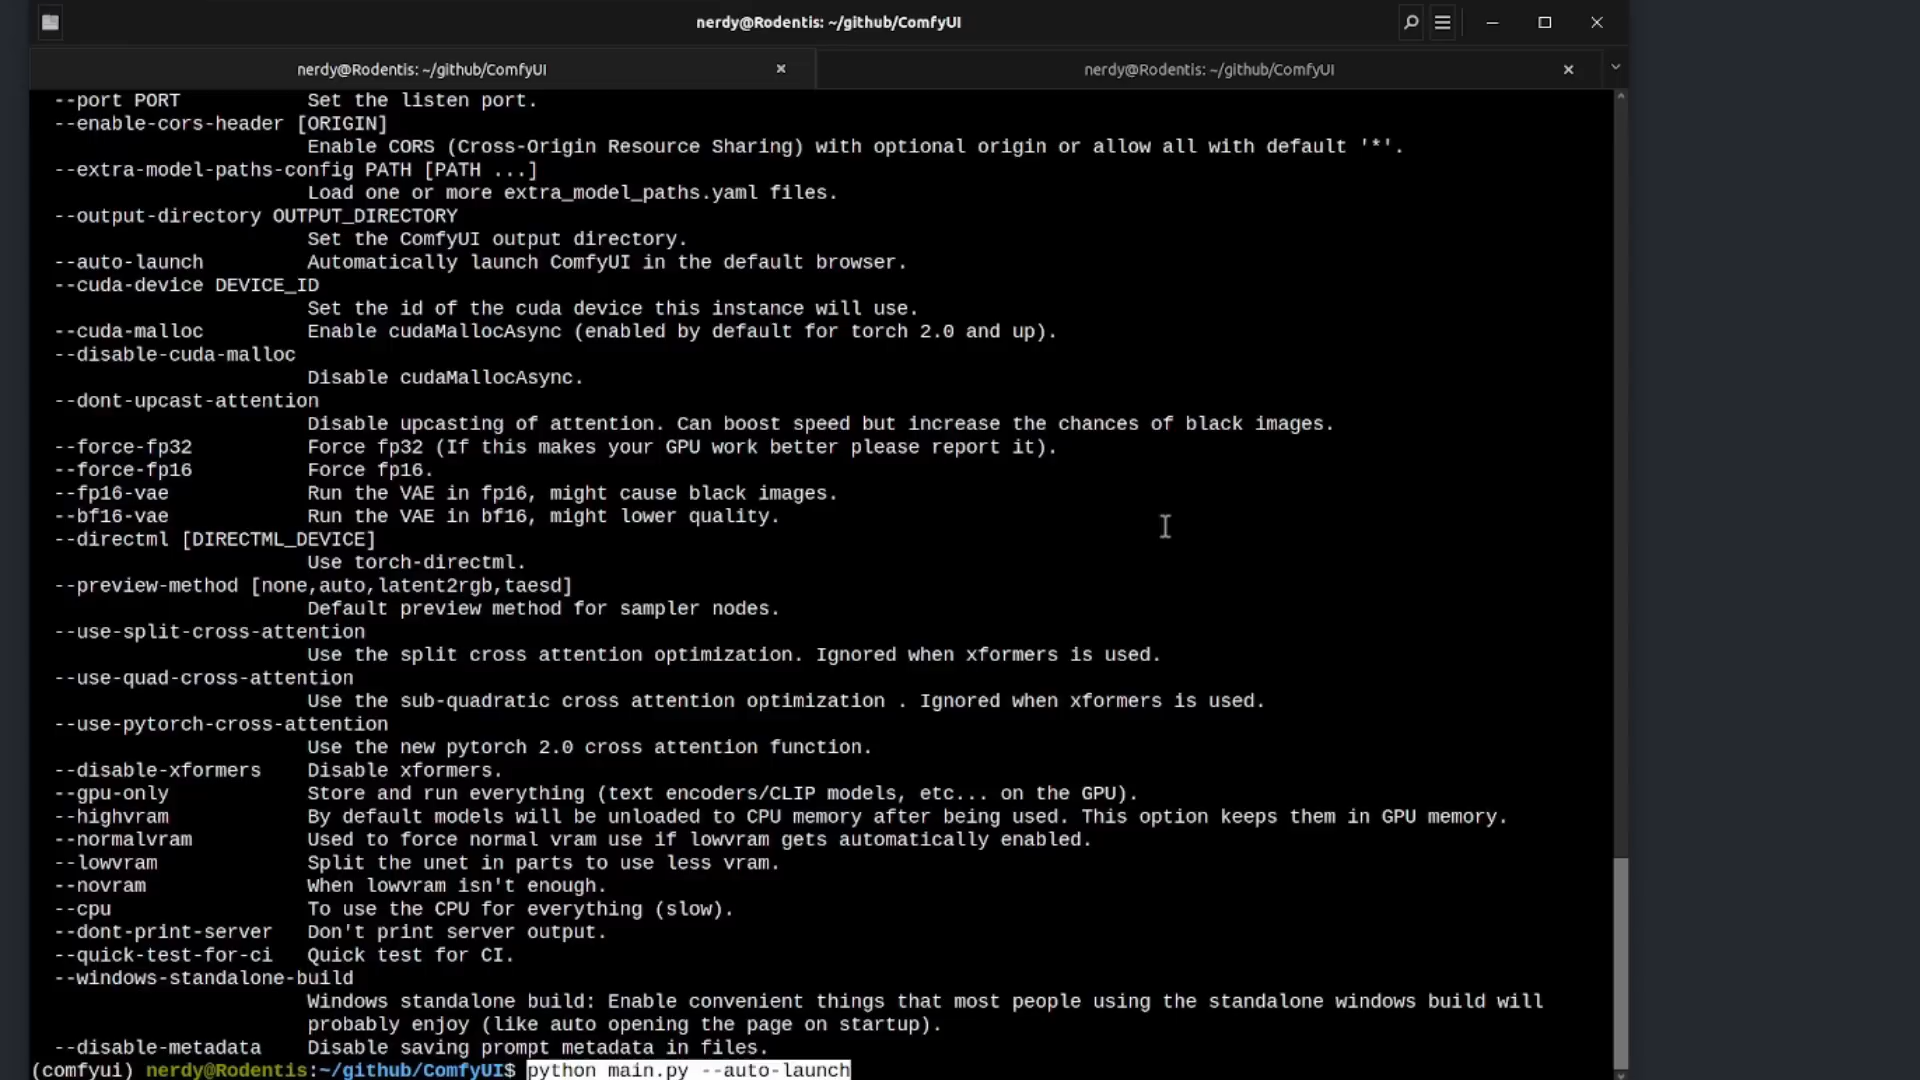 nerdy@Rodentis: ~/github/ComfyUI
nerdy@Rodentis: ~/github/ComfyUI
nerdy@Rodentis: ~/github/ComfyUI
--port PORT Set the listen port.
--enable-cors-header [ORIGIN]
Enable CORS (Cross-Origin Resource Sharing) with optional origin or allow all with default '*'.
--extra-model-paths-config PATH [PATH ...]
Load one or more extra_model_paths.yaml files.
--output-directory OUTPUT_DIRECTORY
Set the ComfyUI output directory.
--auto-launch Automatically launch ComfyUI in the default browser.
--cuda-device DEVICE_ID
Set the id of the cuda device this instance will use.
--cuda-malloc Enable cudaMallocAsync (enabled by default for torch 2.0 and up).
--disable-cuda-malloc
Disable cudaMallocAsync.
--dont-upcast-attention
Disable upcasting of attention. Can boost speed but increase the chances of black images.
--force-fp32 Force fp32 (If this makes your GPU work better please report it).
--force-fp16 Force fp16.
--fp16-vae Run the VAE in fp16, might cause black images.
--bf16-vae Run the VAE in bf16, might lower quality.
--directml [DIRECTML_DEVICE]
Use torch-directml.
--preview-method [none,auto,latent2rgb,taesd]
Default preview method for sampler nodes.
--use-split-cross-attention
Use the split cross attention optimization. Ignored when xformers is used.
--use-quad-cross-attention
Use the sub-quadratic cross attention optimization . Ignored when xformers is used.
--use-pytorch-cross-attention
Use the new pytorch 2.0 cross attention function.
--disable-xformers Disable xformers.
--gpu-only Store and run everything (text encoders/CLIP models, etc... on the GPU).
--highvram By default models will be unloaded to CPU memory after being used. This option keeps them in GPU memory.
--normalvram Used to force normal vram use if lowvram gets automatically enabled.
--lowvram Split the unet in parts to use less vram.
--novram When lowvram isn't enough.
--cpu To use the CPU for everything (slow).
--dont-print-server Don't print server output.
--quick-test-for-ci Quick test for CI.
--windows-standalone-build
Windows standalone build: Enable convenient things that most people using the standalone windows build will
probably enjoy (like auto opening the page on startup).
--disable-metadata Disable saving prompt metadata in files.
(comfyui) nerdy@Rodentis:~/github/ComfyUI$ python main.py --auto-launch